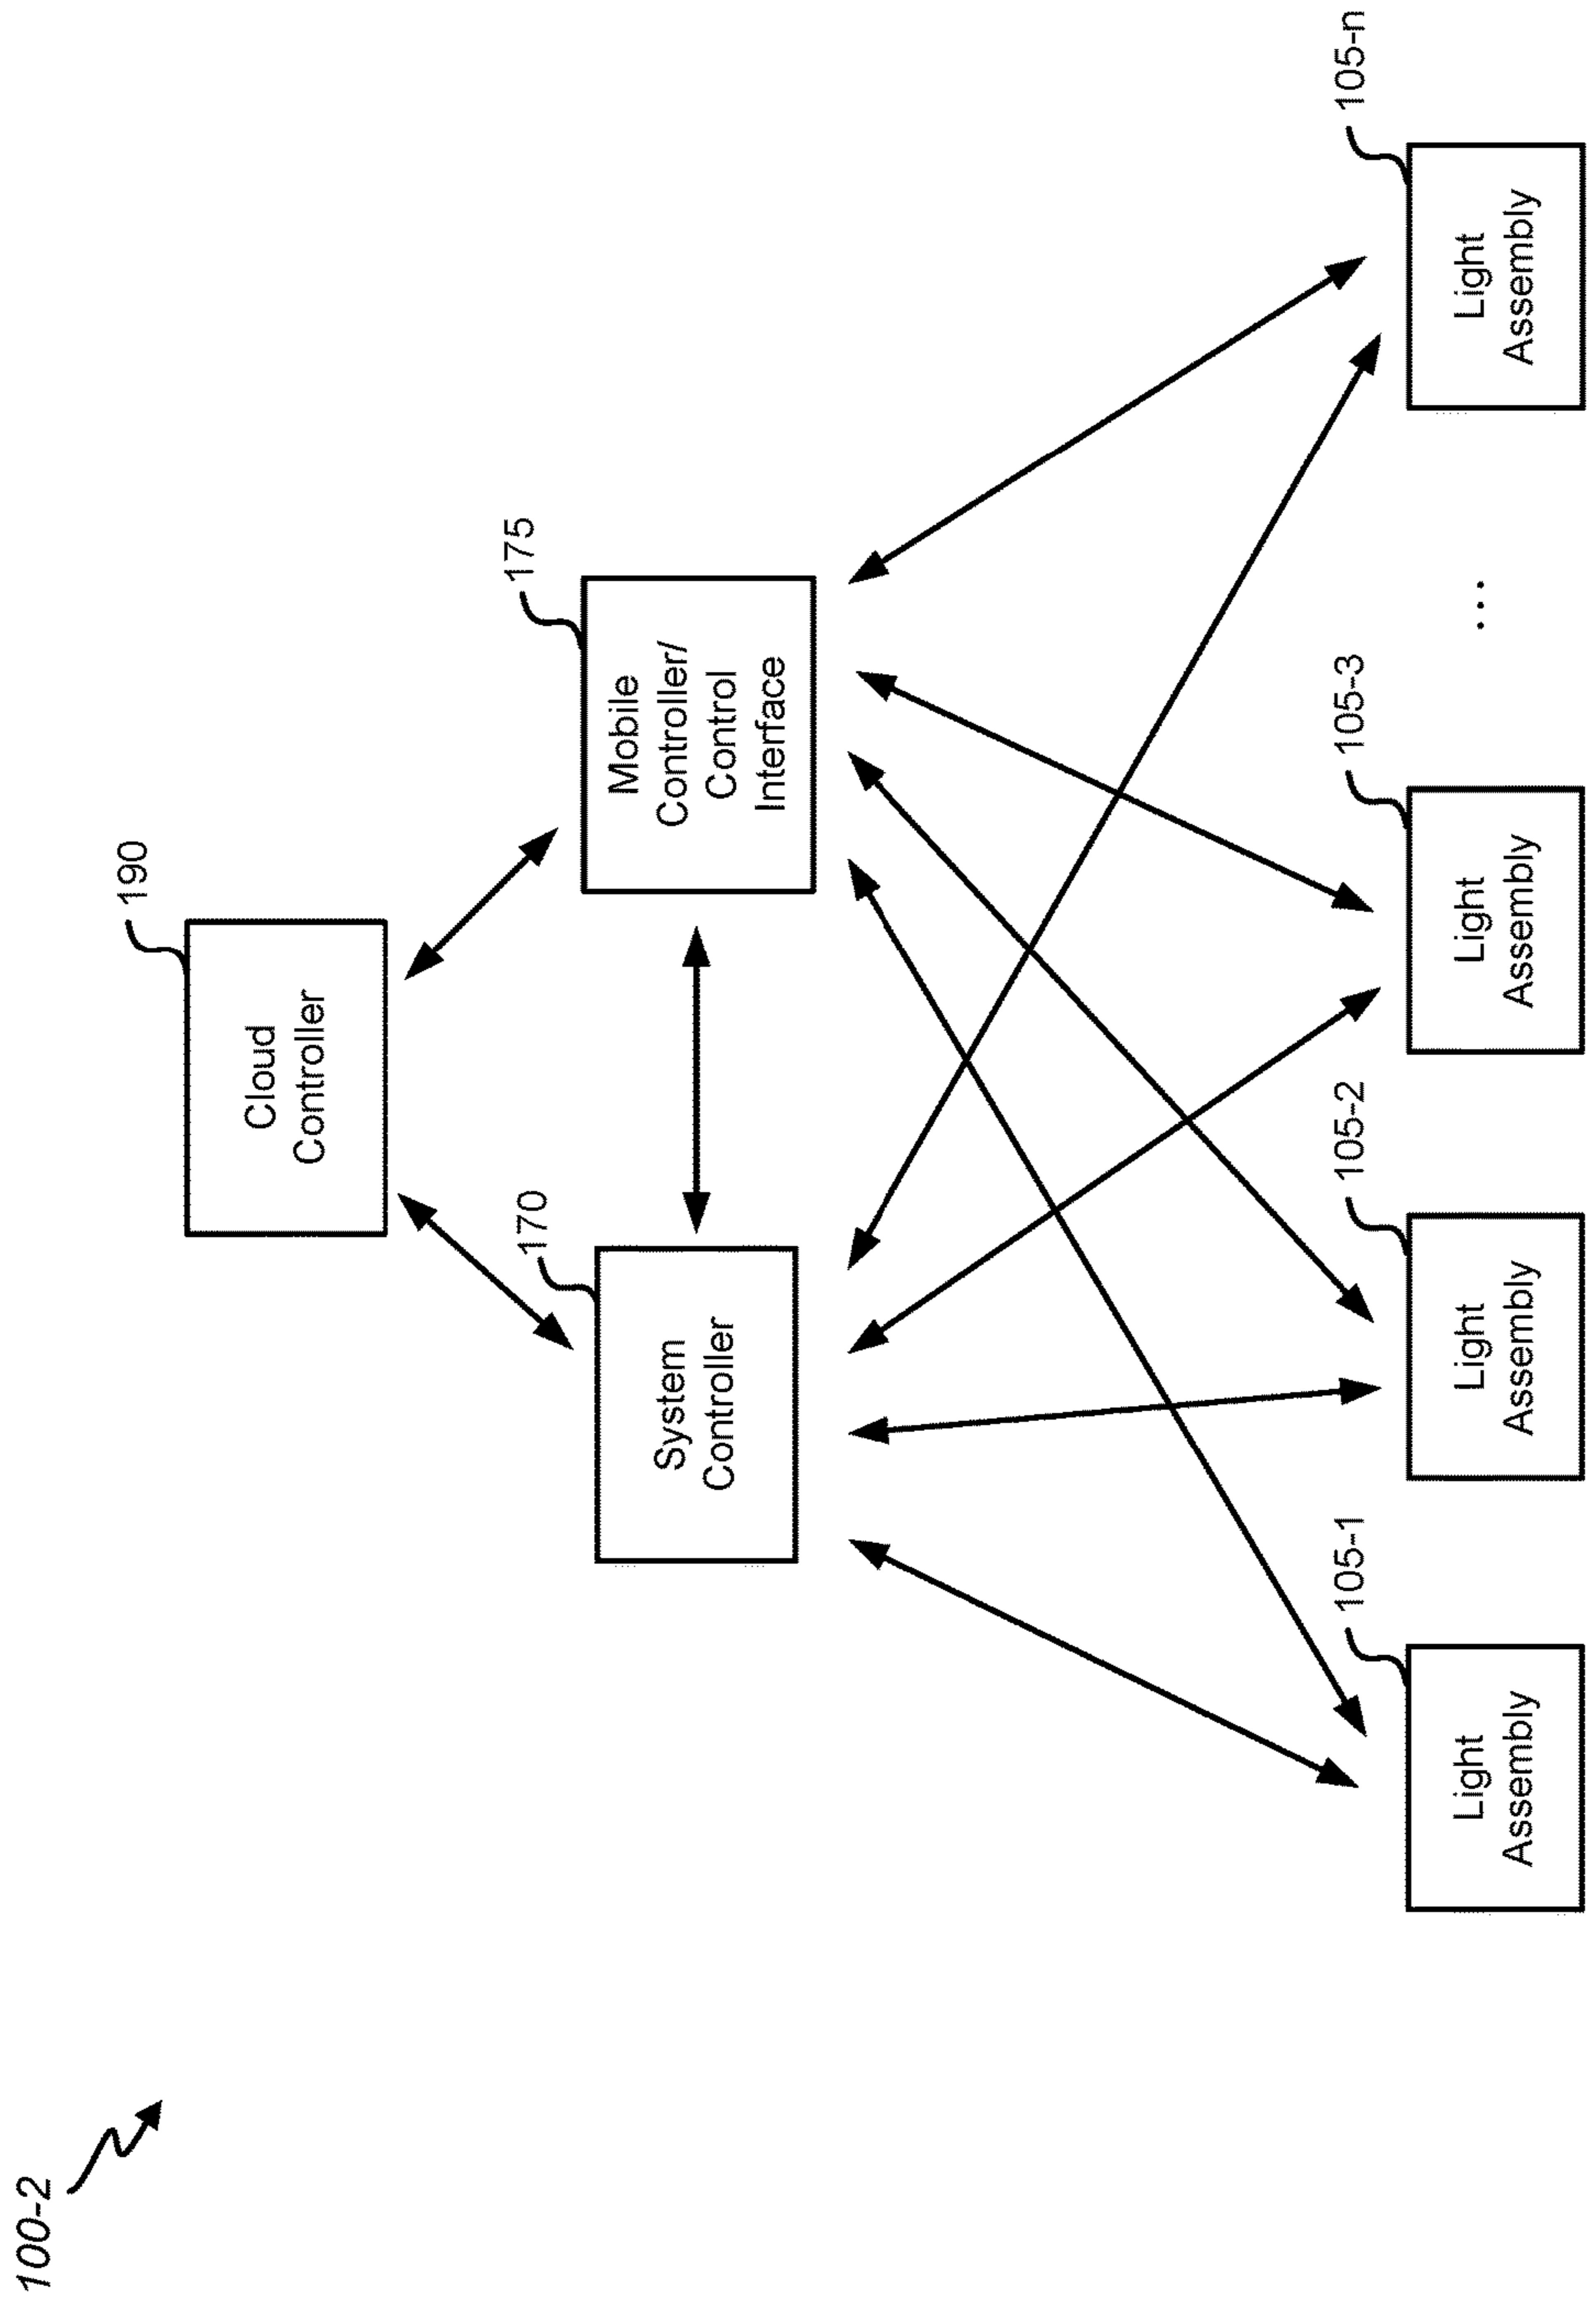 100-2
190
Cloud
Controller
170
System
Controller
175
Mobile
Controller/
Control
Interface
105-1
Light
Assembly
105-2
Light
Assembly
105-3
Light
Assembly
...
105-n
Light
Assembly